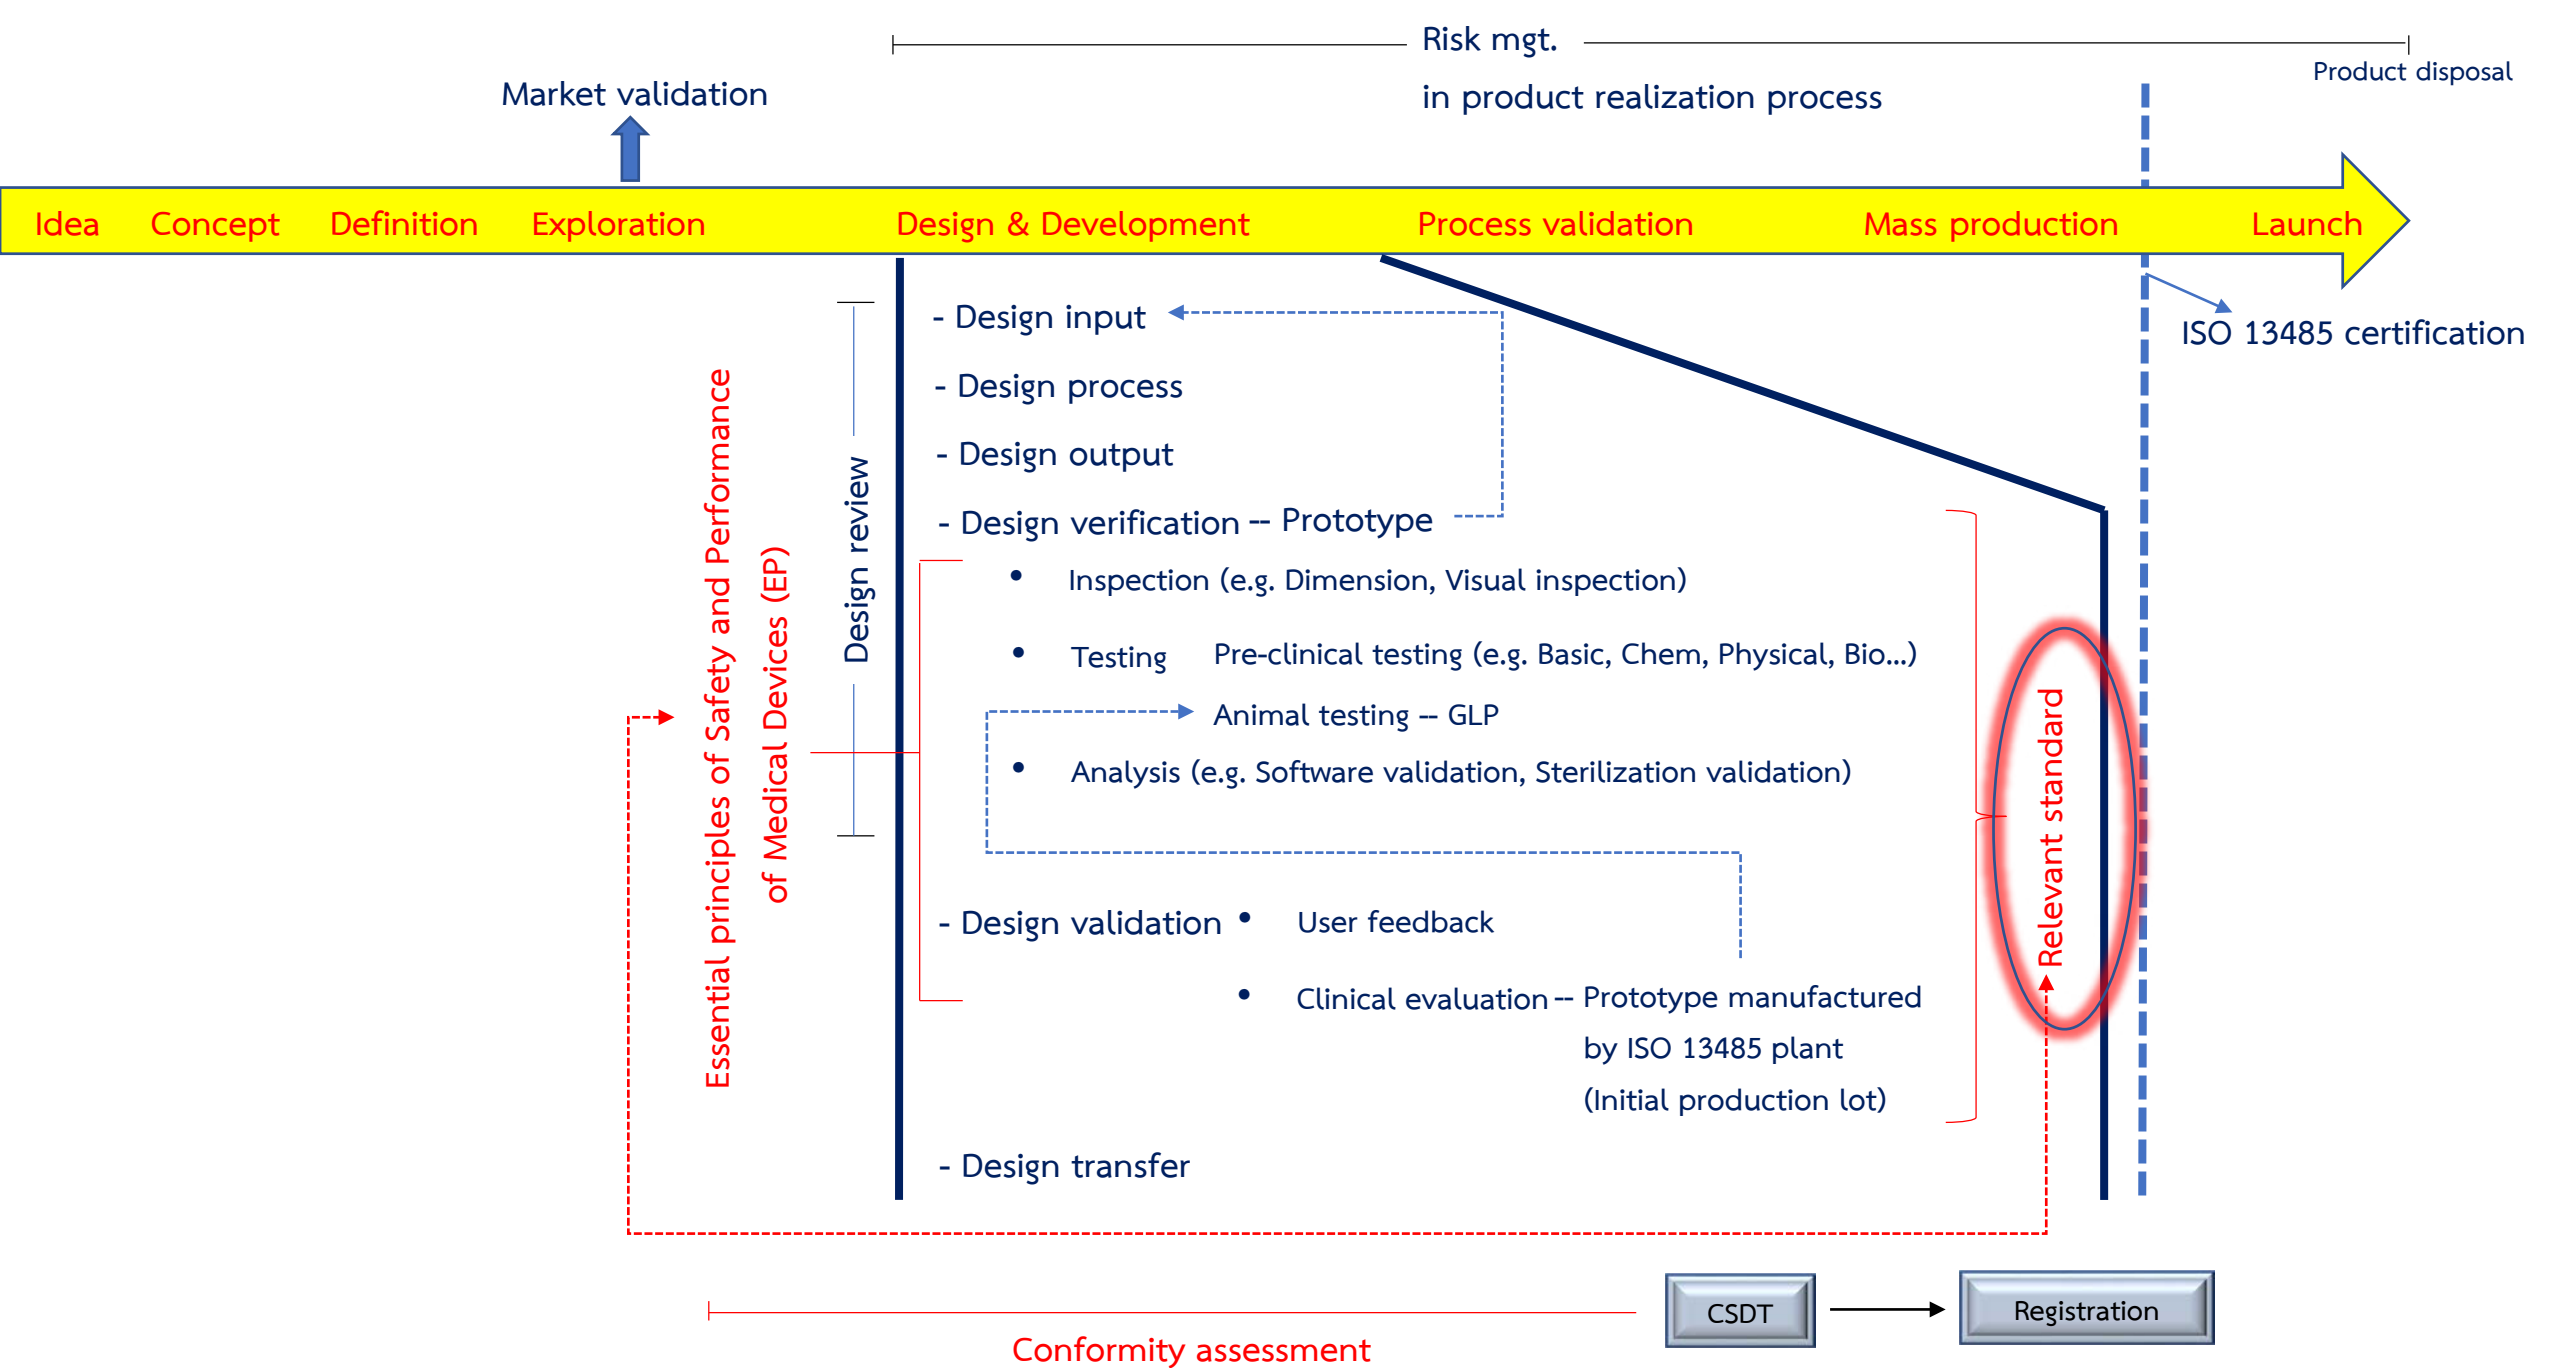 Risk mgt.
in product realization process
Product disposal
Market validation
Idea
Concept
Definition
Exploration
Design & Development
Process validation
Mass production
Launch
ISO 13485 certification
Essential principles of Safety and Performance
of Medical Devices (EP)
Design review
- Design input
- Design process
- Design output
- Design verification -- Prototype
• Inspection (e.g. Dimension, Visual inspection)
• Testing Pre-clinical testing (e.g. Basic, Chem, Physical, Bio...)
Animal testing -- GLP
• Analysis (e.g. Software validation, Sterilization validation)
- Design validation • User feedback
• Clinical evaluation -- Prototype manufactured
by ISO 13485 plant
(Initial production lot)
- Design transfer
Relevant standard
Conformity assessment
CSDT
Registration